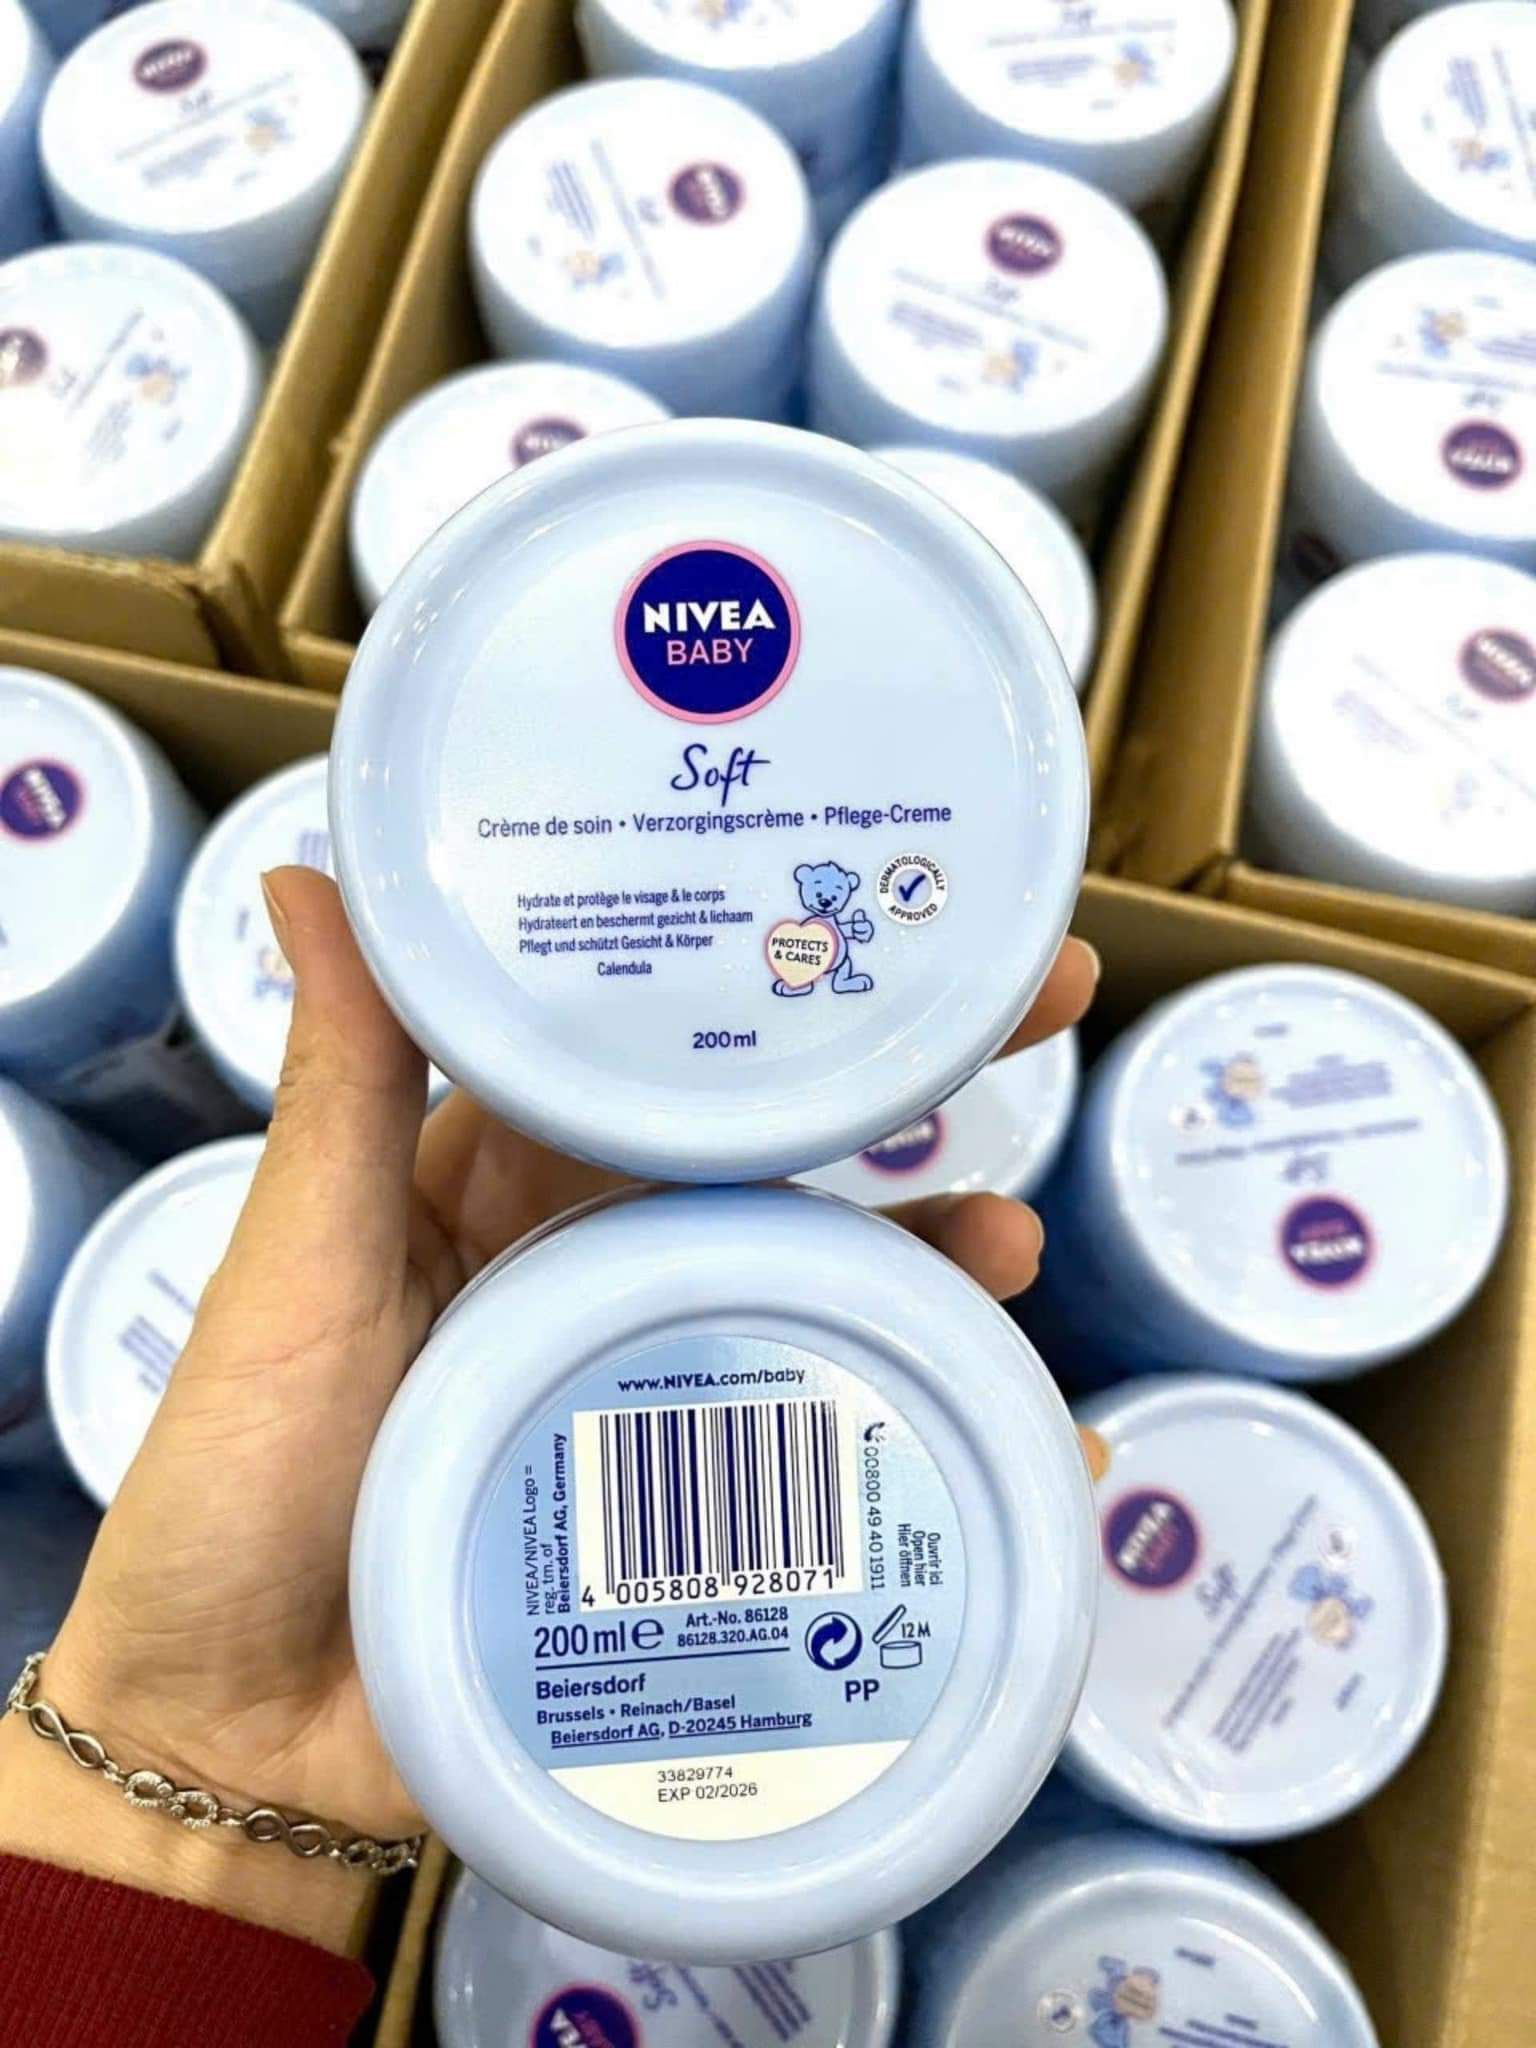 NIVEA
BABY
Soft
Crème de soin • Verzorgingscrème • Pflege-Creme
Hydrate et protège le visage & le corps
Hydrateert en beschermt gezicht & lichaam
Pflegt und schützt Gesicht & Körper
Calendula
PROTECTS
& CARES
DERMATOLOGICALLY
APPROVED
200ml
www.NIVEA.com/baby
NIVEA/NIVEA Logo =
reg. tm. of
Beiersdorf AG, Germany
4 005808 928071
00800 49 40 1911
Ouvrir ici
Open hier
Hier öffnen
200ml e
Art.-No. 86128
86128.320.AG.04
12M
PP
Beiersdorf
Brussels • Reinach/Basel
Beiersdorf AG, D-20245 Hamburg
33829774
EXP 02/2026